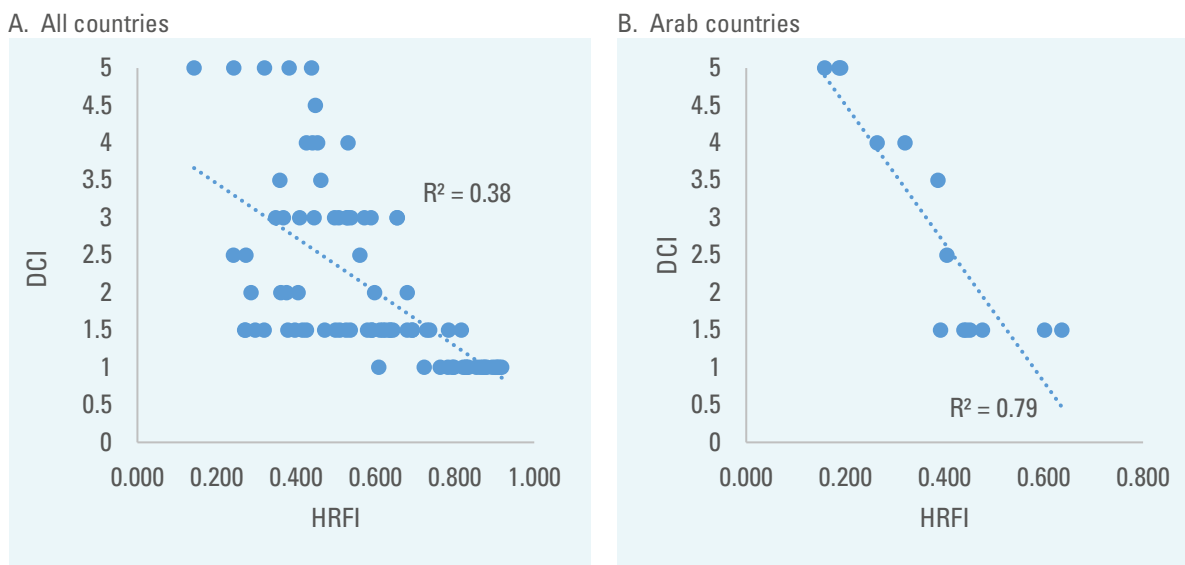 A. All countries
5
4.5
4
3.5
3
2.5
2
1.5
1
0.5
0
DCI
R² = 0.38
0.000 0.200 0.400 0.600 0.800 1.000
HRFI
B. Arab countries
5
4.5
4
3.5
3
2.5
2
1.5
1
0.5
0
DCI
R² = 0.79
0.000 0.200 0.400 0.600 0.800
HRFI